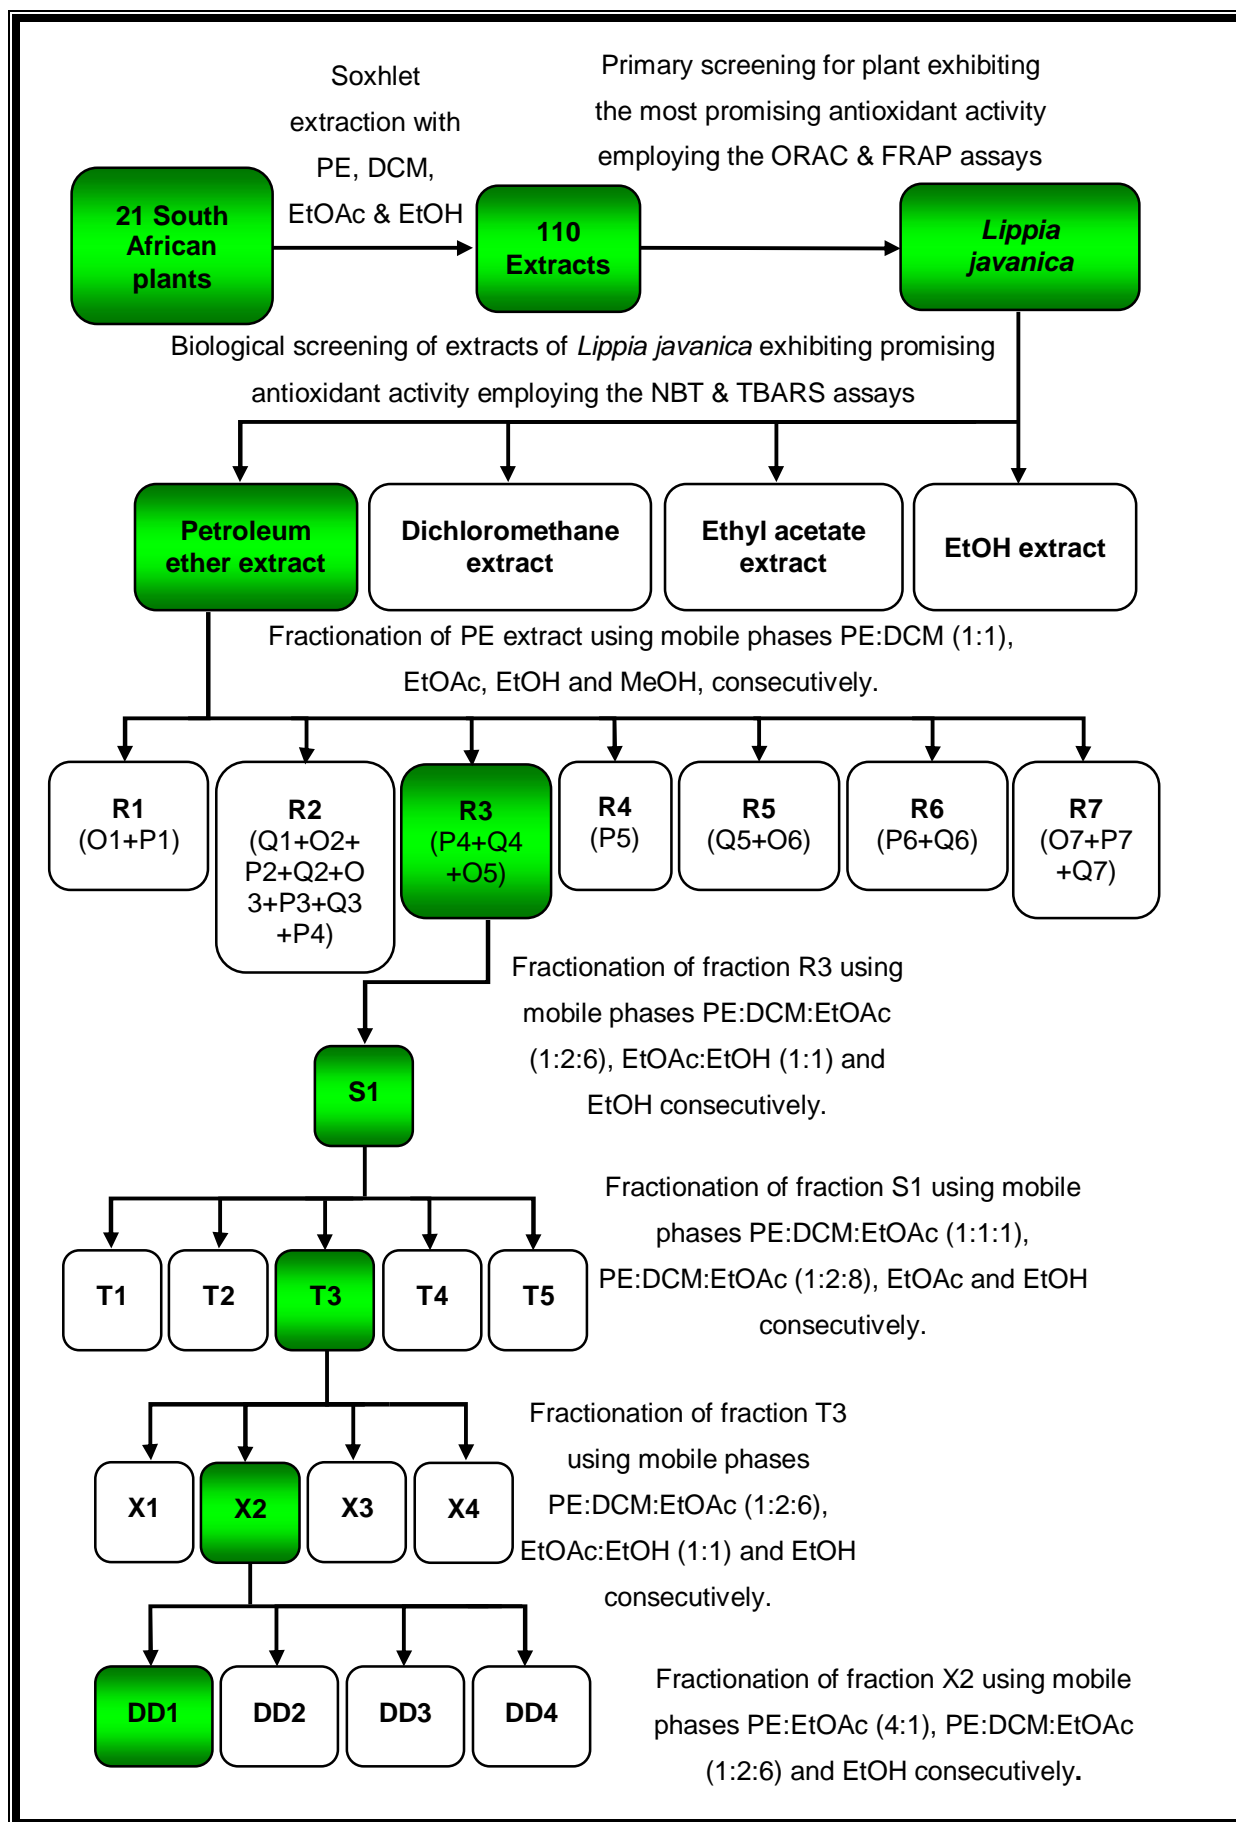 Soxhlet
extraction with
PE, DCM,
EtOAc & EtOH
Primary screening for plant exhibiting
the most promising antioxidant activity
employing the ORAC & FRAP assays
21 South
African
plants
110
Extracts
Lippia
javanica
Biological screening of extracts of Lippia javanica exhibiting promising
antioxidant activity employing the NBT & TBARS assays
Petroleum
ether extract
Dichloromethane
extract
Ethyl acetate
extract
EtOH extract
Fractionation of PE extract using mobile phases PE:DCM (1:1),
EtOAc, EtOH and MeOH, consecutively.
R1
(O1+P1)
R2
(Q1+O2+
P2+Q2+O
3+P3+Q3
+P4)
R3
(P4+Q4
+O5)
R4
(P5)
R5
(Q5+O6)
R6
(P6+Q6)
R7
(O7+P7
+Q7)
Fractionation of fraction R3 using
mobile phases PE:DCM:EtOAc
(1:2:6), EtOAc:EtOH (1:1) and
EtOH consecutively.
S1
Fractionation of fraction S1 using mobile
phases PE:DCM:EtOAc (1:1:1),
PE:DCM:EtOAc (1:2:8), EtOAc and EtOH
consecutively.
T1
T2
T3
T4
T5
Fractionation of fraction T3
using mobile phases
PE:DCM:EtOAc (1:2:6),
EtOAc:EtOH (1:1) and EtOH
consecutively.
X1
X2
X3
X4
DD1
DD2
DD3
DD4
Fractionation of fraction X2 using mobile
phases PE:EtOAc (4:1), PE:DCM:EtOAc
(1:2:6) and EtOH consecutively.